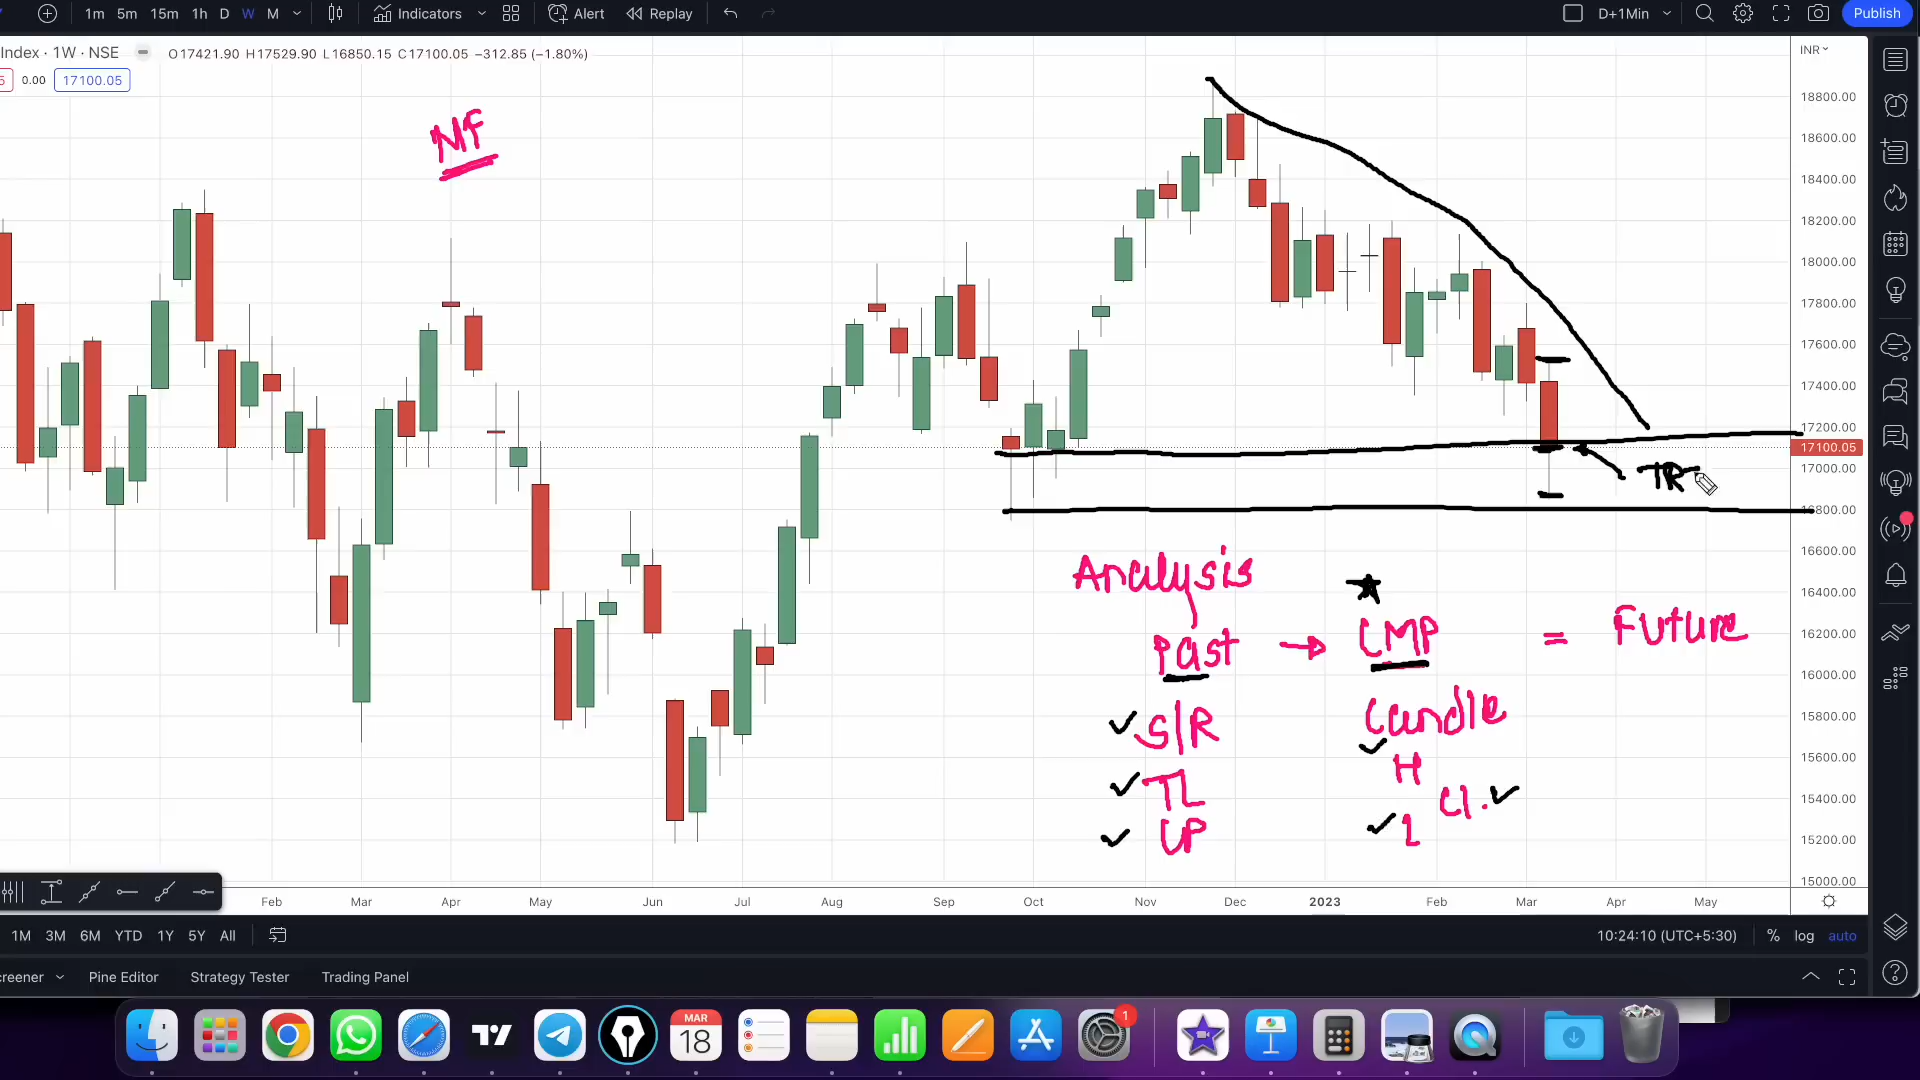 1m 5m 15m 1h D W M Indicators Alert Replay D+1Min Publish
Index · 1W · NSE O17421.90 H17529.90 L16850.15 C17100.05 −312.85 (−1.80%) INR
5 0.00 17100.05
18800.00
18600.00
18400.00
18200.00
18000.00
17800.00
17600.00
17400.00
17200.00
17100.05
17000.00
16800.00
16600.00
16400.00
16200.00
16000.00
15800.00
15600.00
15400.00
15200.00
15000.00
NF
TR
Analysis
Past → CMP = Future
S/R Candle
TL H
Cl.
CP L
Feb Mar Apr May Jun Jul Aug Sep Oct Nov Dec 2023 Feb Mar Apr May
1M 3M 6M YTD 1Y 5Y All 10:24:10 (UTC+5:30) % log auto
creener Pine Editor Strategy Tester Trading Panel
MAR
18
1